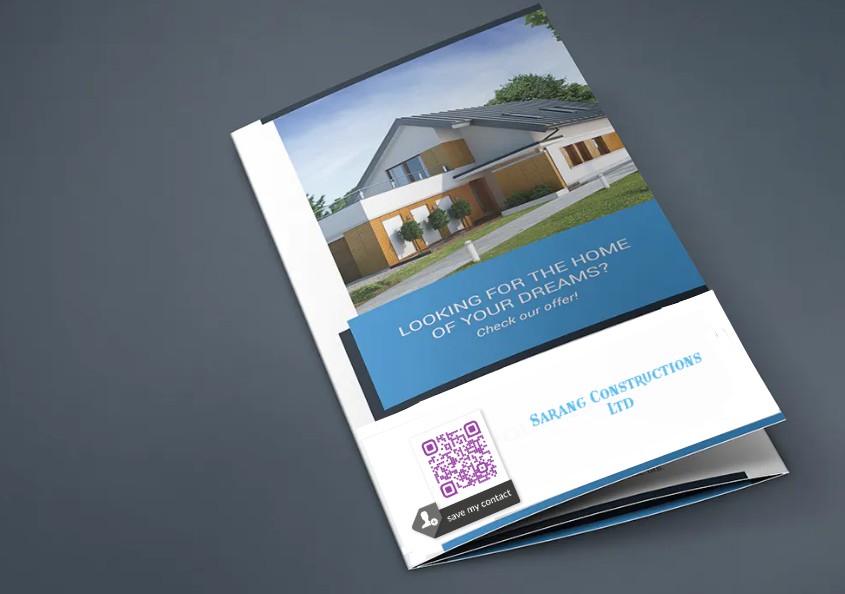 LOOKING FOR THE HOME
OF YOUR DREAMS?
Check our offer!
Sarang Constructions
Ltd
save my contact